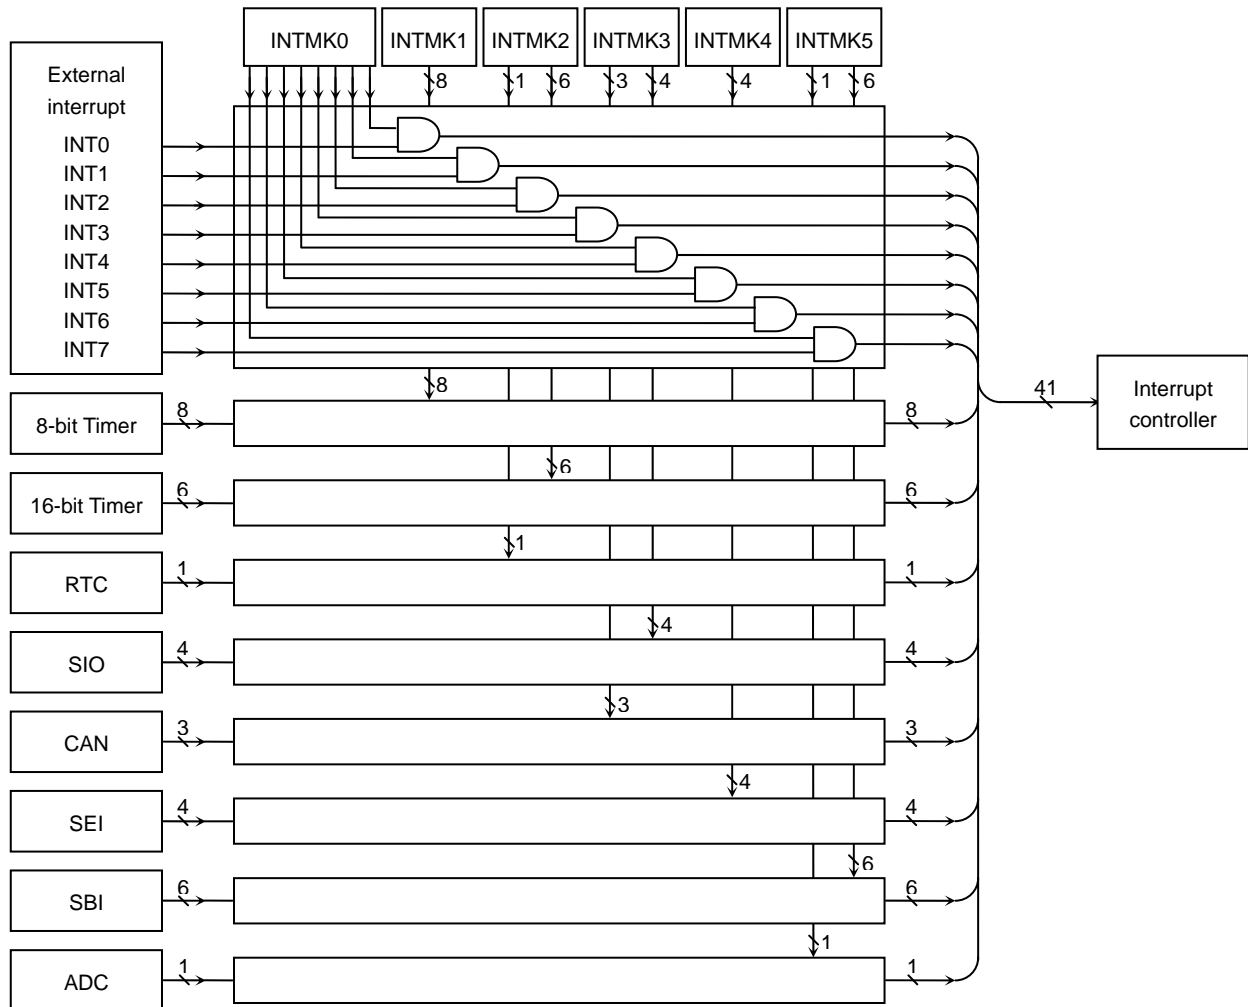 INTMK0 INTMK1 INTMK2 INTMK3 INTMK4 INTMK5
8 1 6 3 4 4 1 6
External
interrupt
INT0
INT1
INT2
INT3
INT4
INT5
INT6
INT7
8
41
Interrupt
controller
8-bit Timer 8 8
6
16-bit Timer 6 6
1
RTC 1 1
4
SIO 4 4
3
CAN 3 3
4
SEI 4 4
6
SBI 6 6
1
ADC 1 1